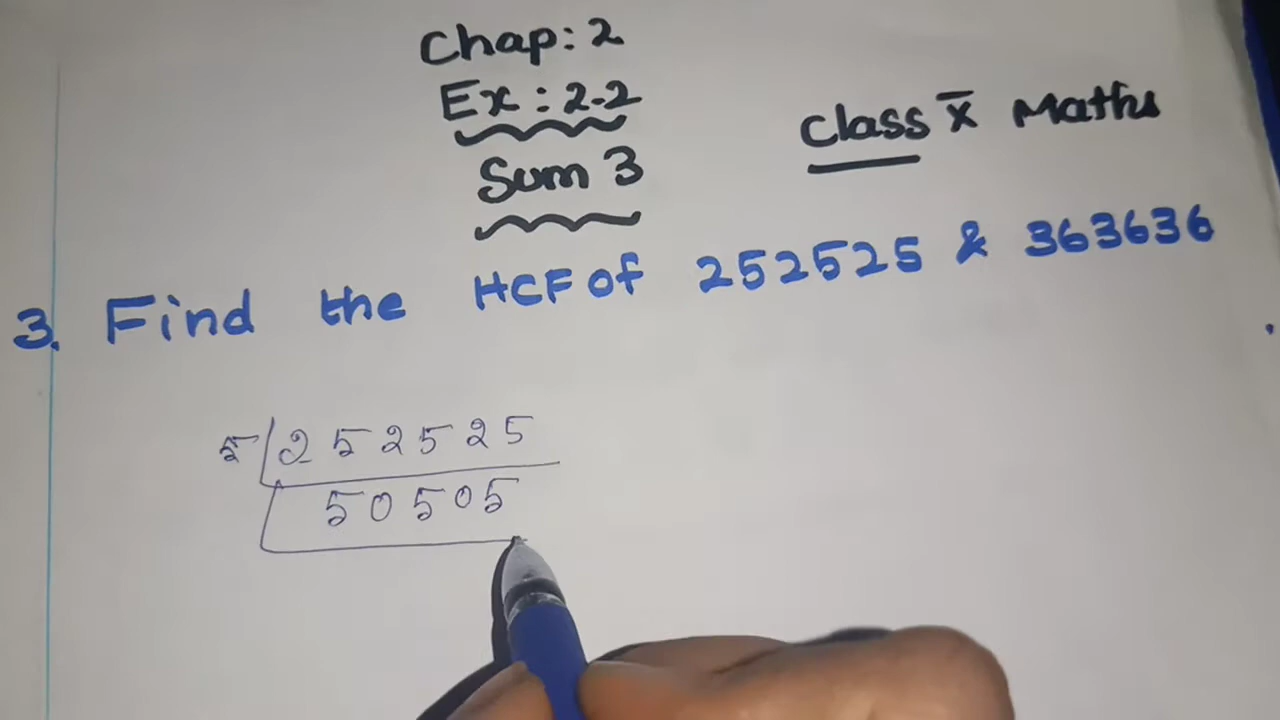 Chap: 2
Ex: 2.2
Sum 3
Class X Maths
3. Find the HCF of 252525 & 363636
5 252525
50505